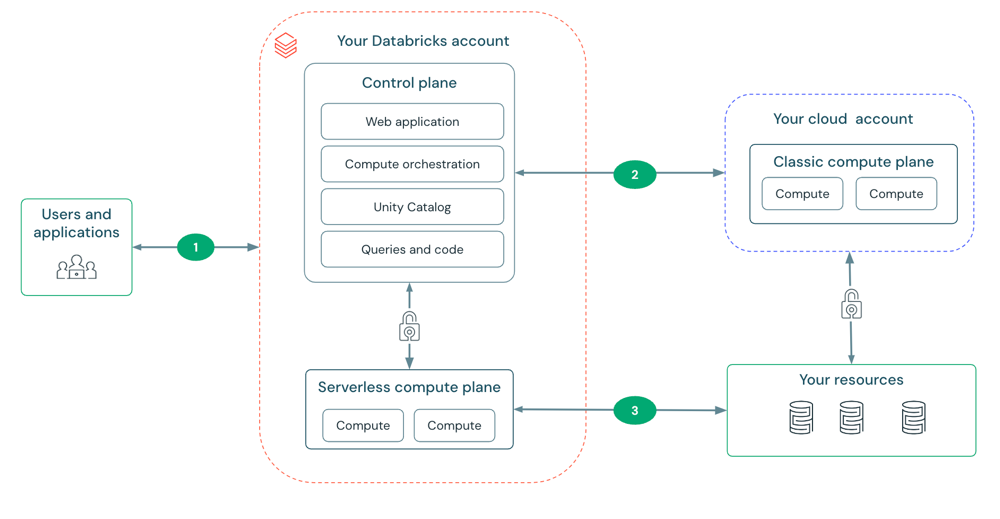 Your Databricks account
Control plane
Web application
Compute orchestration
Unity Catalog
Queries and code
Users and
applications
1
2
Your cloud account
Classic compute plane
Compute Compute
Serverless compute plane
Compute Compute
3
Your resources